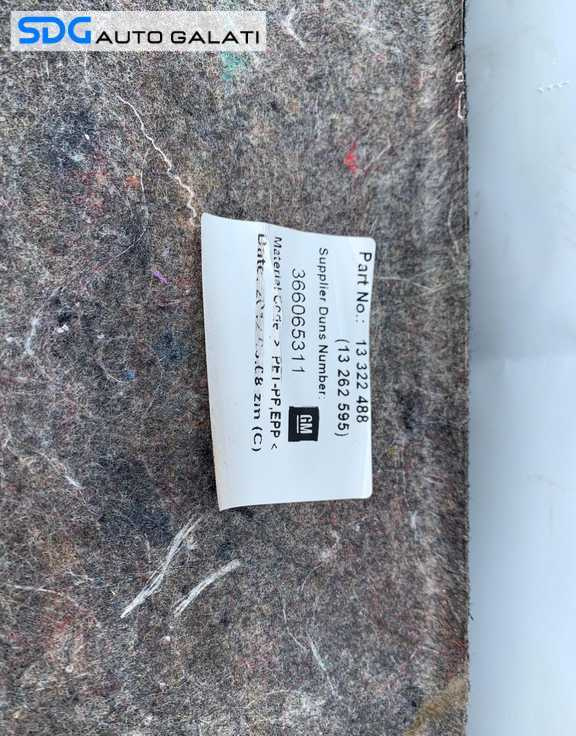 SDG AUTO GALATI
Part No.: 13 322 488
(13 262 595)
Supplier Duns Number:
366065311
GM
Material Code > PET-PP,EPP <
zm (C)